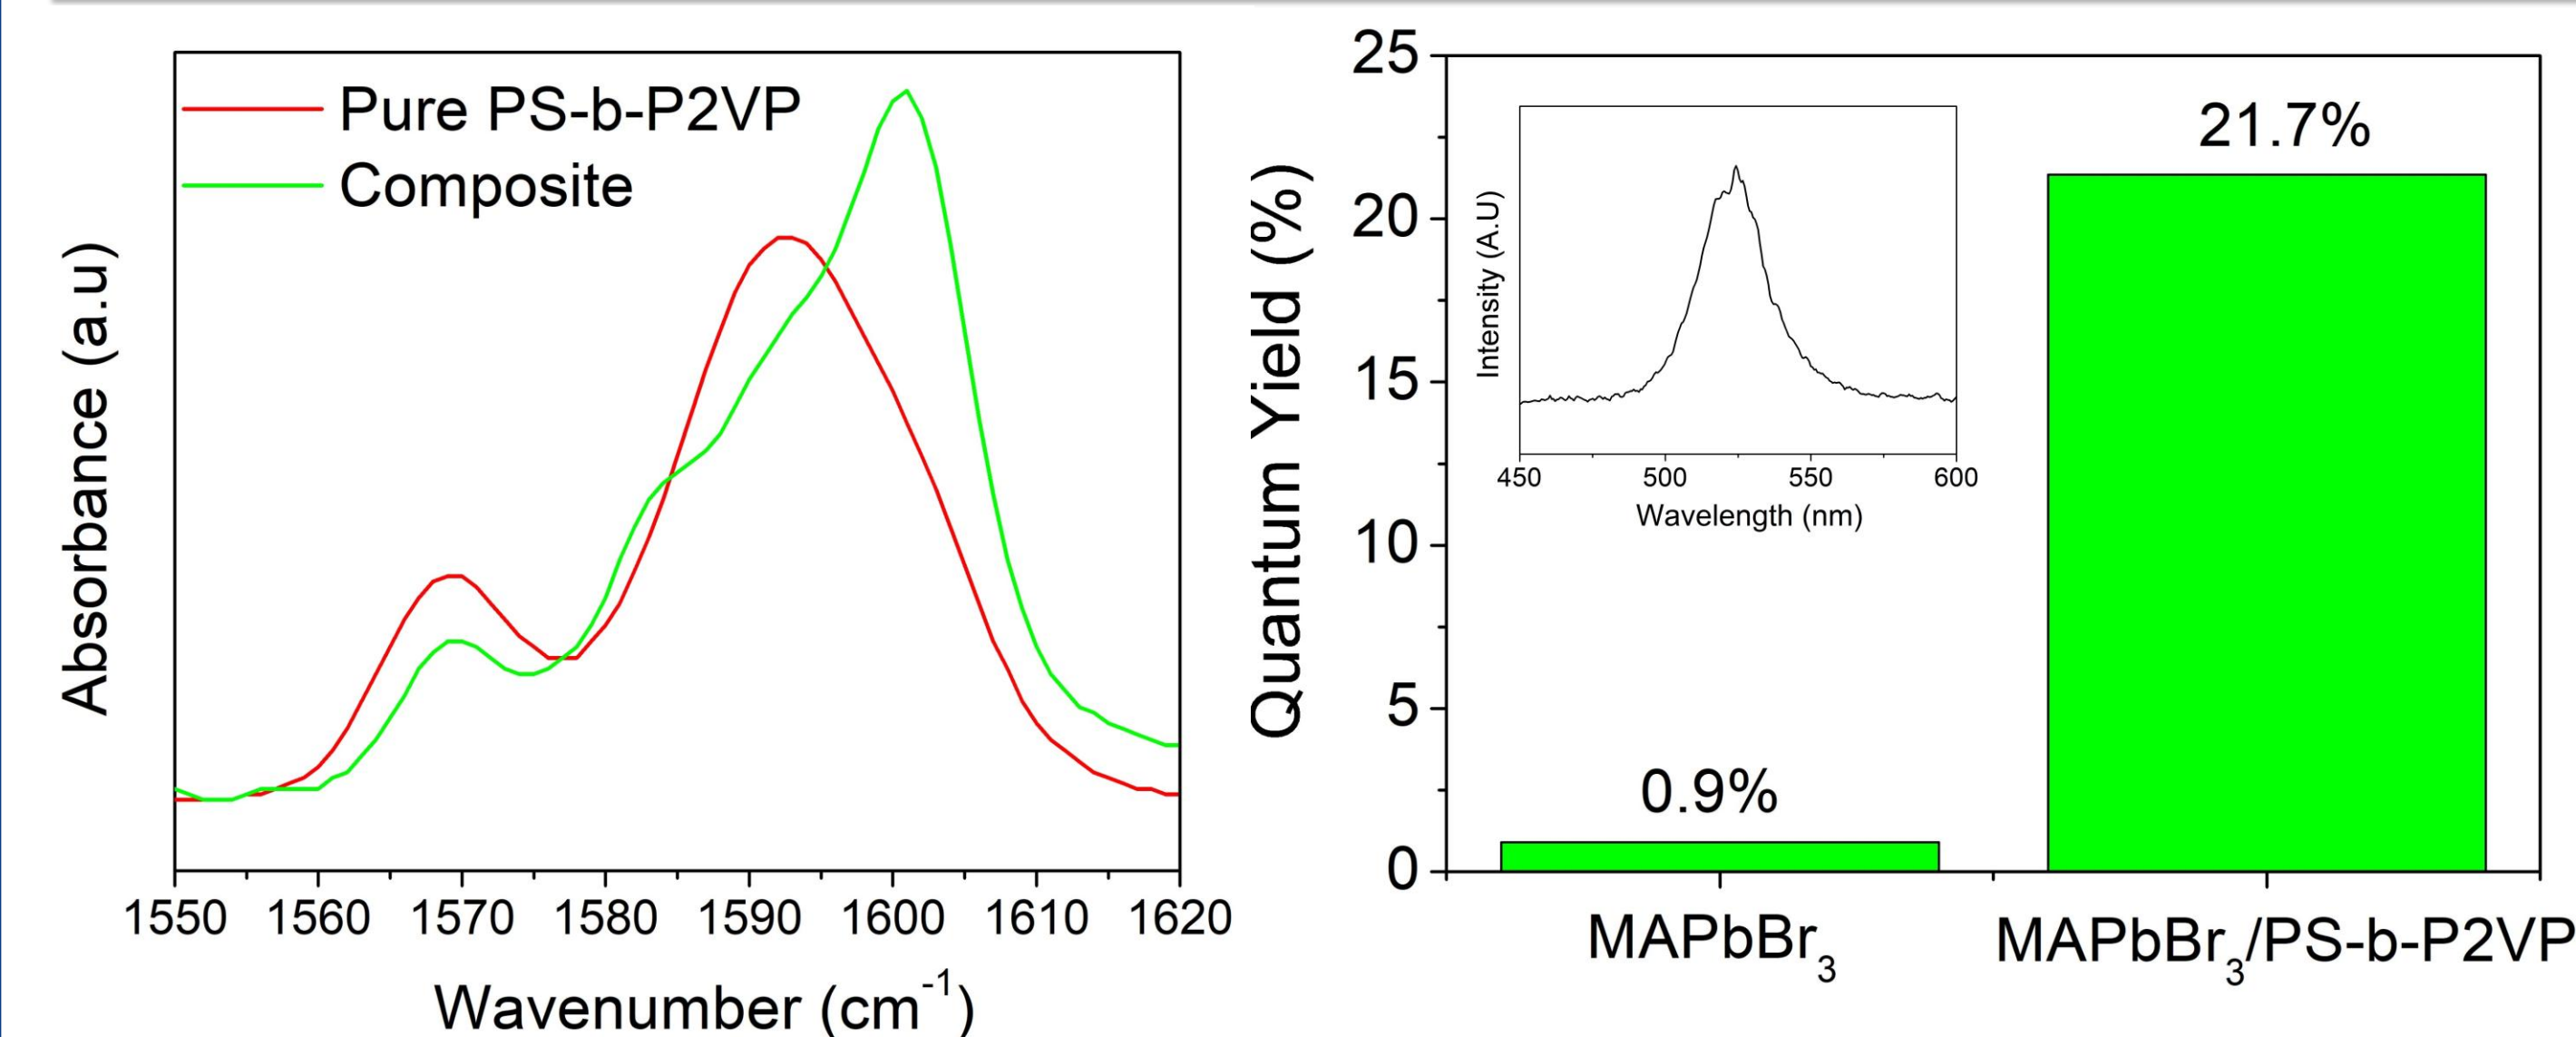 Pure PS-b-P2VP
Composite
Absorbance (a.u)
1550 1560 1570 1580 1590 1600 1610 1620
Wavenumber (cm-1)
Quantum Yield (%)
25
20
15
10
5
0
21.7%
0.9%
Intensity (A.U)
450 500 550 600
Wavelength (nm)
MAPbBr3 MAPbBr3/PS-b-P2VP